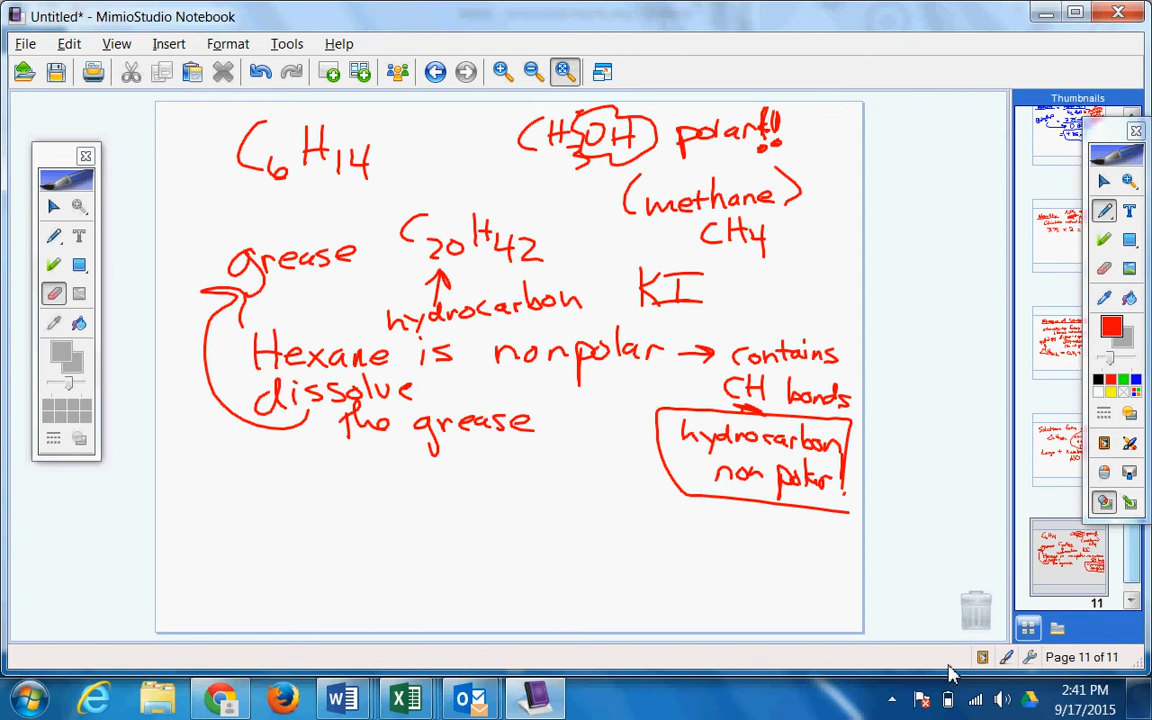 Untitled* - MimioStudio Notebook
File Edit View Insert Format Tools Help
Thumbnails
C6H14
CH3OH polar!!
(methane)
CH4
grease C20H42
KI
hydrocarbon
Hexane is nonpolar → contains
CH bonds
dissolve
the grease
hydrocarbon
non polar!
11
Page 11 of 11
2:41 PM
9/17/2015